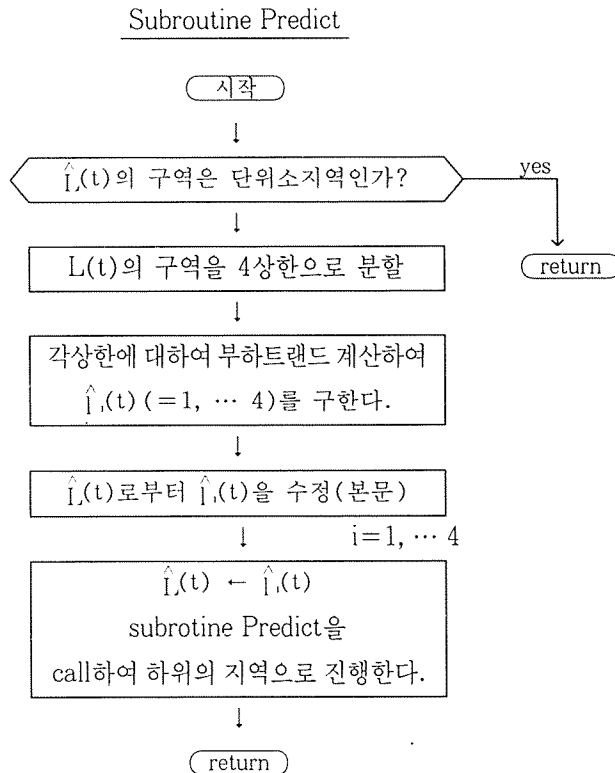 Subroutine Predict
시작
L̂(t)의 구역은 단위소지역인가?
yes
return
L(t)의 구역을 4상한으로 분할
각상한에 대하여 부하트랜드 계산하여
l̂ᵢ(t) (=1, ⋯ 4)를 구한다.
L̂(t)로부터 l̂ᵢ(t)을 수정(본문)
i=1, ⋯ 4
L̂(t) ← l̂ᵢ(t)
subrotine Predict을
call하여 하위의 지역으로 진행한다.
return